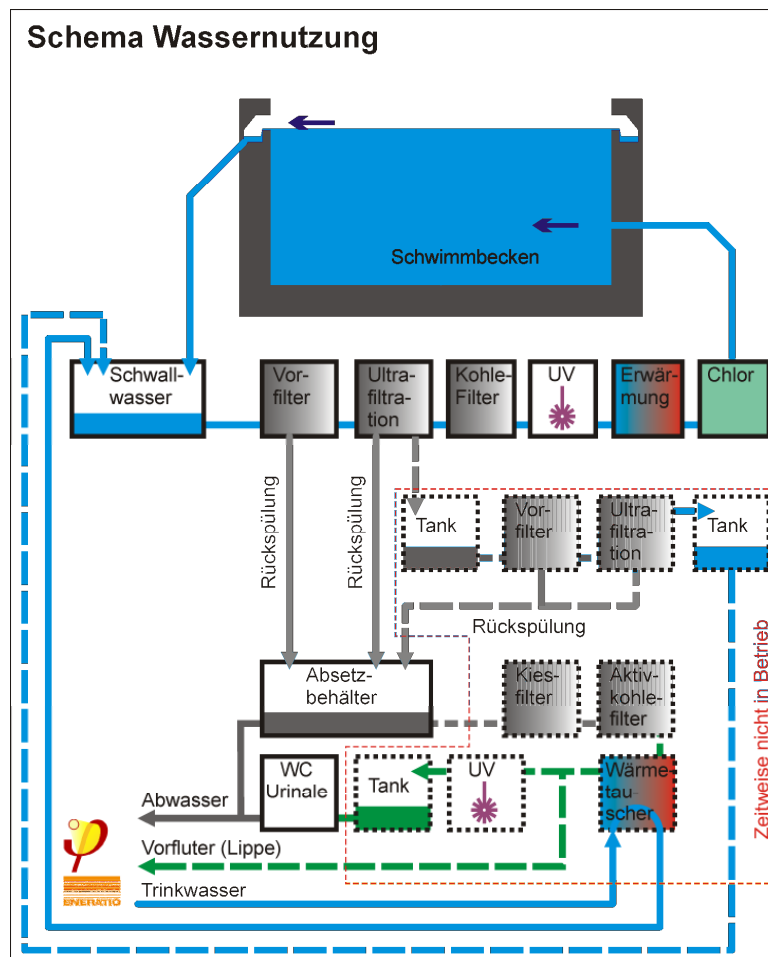 Schema Wassernutzung
Schwimmbecken
Schwall-
wasser
Vor-
filter
Ultra-
filtra-
tion
Kohle-
Filter
UV
Erwär-
mung
Chlor
Rückspülung
Rückspülung
Tank
Vor-
filter
Ultra-
filtra-
tion
Tank
Rückspülung
Zeitweise nicht in Betrieb
Absetz-
behälter
Kies-
filter
Aktiv-
kohle-
filter
WC
Urinale
Tank
UV
Wärme-
tau-
scher
Abwasser
Vorfluter (Lippe)
Trinkwasser
ENERATIO